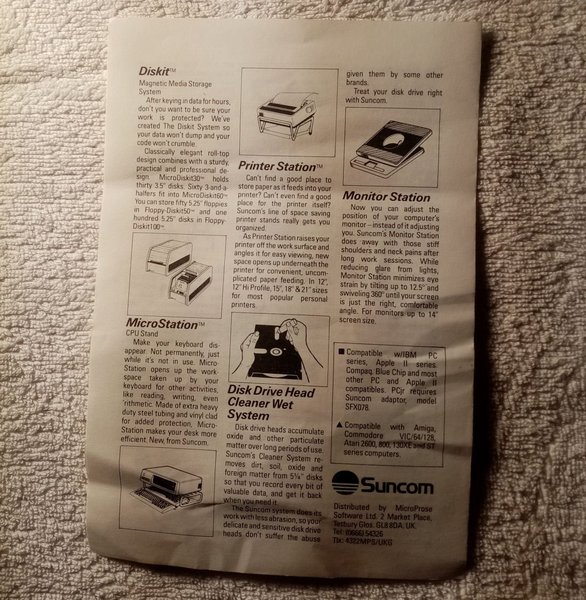 Diskit™
Magnetic Media Storage
System
After keying in data for hours,
don't you want to be sure your
work is protected? We've
created The Diskit System so
your data won't dump and your
code won't crumble.
Classically elegant roll-top
design combines with a sturdy,
practical and professional de-
sign. MicroDiskit30™ holds
thirty 3.5" disks. Sixty 3-and-a-
halfers fit into MicroDiskit60™.
You can store fifty 5.25" floppies
in Floppy-Diskit50™ and one
hundred 5.25" disks in Floppy-
Diskit100™.
MicroStation™
CPU Stand
Make your keyboard dis-
appear. Not permanently, just
while it's not in use. Micro-
Station opens up the work-
space taken up by your
keyboard for other activities,
like reading, writing, even
'rithmetic. Made of extra heavy
duty steel tubing and vinyl clad
for added protection, Micro-
Station makes your desk more
efficient. New, from Suncom.
Printer Station™
Can't find a good place to
store paper as it feeds into your
printer? Can't even find a good
place for the printer itself?
Suncom's line of space saving
printer stands really gets you
organized.
As Printer Station raises your
printer off the work surface and
angles it for easy viewing, new
space opens up underneath the
printer for convenient, uncom-
plicated paper feeding. In 12",
12" Hi Profile, 15", 18" & 21" sizes
for most popular personal
printers.
Disk Drive Head
Cleaner Wet
System
Disk drive heads accumulate
oxide and other particulate
matter over long periods of use.
Suncom's Cleaner System re-
moves dirt, soil, oxide and
foreign matter from 5¼" disks
so that you record every bit of
valuable data, and get it back
when you need it.
The Suncom system does its
work with less abrasion, so your
delicate and sensitive disk drive
heads don't suffer the abuse
given them by some other
brands.
Treat your disk drive right
with Suncom.
Monitor Station
Now you can adjust the
position of your computer's
monitor—instead of it adjusting
you. Suncom's Monitor Station
does away with those stiff
shoulders and neck pains after
long work sessions. While
reducing glare from lights,
Monitor Station minimizes eye
strain by tilting up to 12.5° and
swiveling 360° until your screen
is just the right, comfortable
angle. For monitors up to 14"
screen size.
■ Compatible w/IBM PC
series, Apple II series.
Compaq, Blue Chip and most
other PC and Apple II
compatibles. PCjr requires
Suncom adaptor, model
SFX078.
▲ Compatible with Amiga,
Commodore VIC/64/128,
Atari 2600, 800, 130XE and ST
series computers.
Suncom
Distributed by MicroProse
Software Ltd. 2 Market Place,
Tesbury Glos. GL8 8DA. UK.
Tel: (0666) 54326
Tlx: 4322MPS/UKG